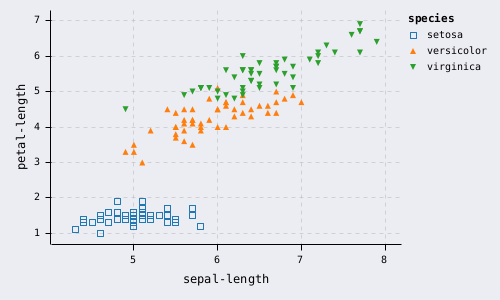 species
setosa
versicolor
virginica
petal-length
7
6
5
4
3
2
1
5
6
7
8
sepal-length